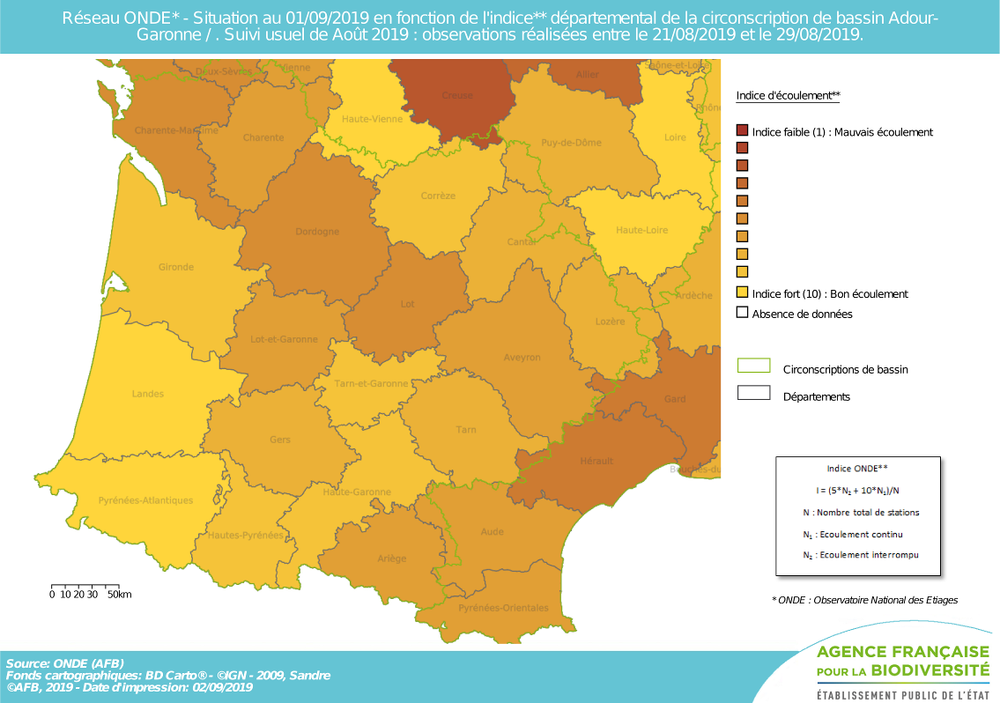 Réseau ONDE* - Situation au 01/09/2019 en fonction de l'indice** départemental de la circonscription de bassin Adour-
Garonne / . Suivi usuel de Août 2019 : observations réalisées entre le 21/08/2019 et le 29/08/2019.
Deux-Sèvres
Vienne
Creuse
Allier
Saône-et-Loire
Rhône
Haute-Vienne
Charente-Maritime
Charente
Puy-de-Dôme
Loire
Corrèze
Dordogne
Cantal
Haute-Loire
Gironde
Ardèche
Lot
Lozère
Lot-et-Garonne
Aveyron
Landes
Tarn-et-Garonne
Gard
Gers
Tarn
Hérault
Bouches-du
Pyrénées-Atlantiques
Haute-Garonne
Hautes-Pyrénées
Aude
Ariège
Pyrénées-Orientales
0 10 20 30 50km
Indice d'écoulement**
Indice faible (1) : Mauvais écoulement
Indice fort (10) : Bon écoulement
Absence de données
Circonscriptions de bassin
Départements
Indice ONDE**
I = (5*N₂ + 10*N₁)/N
N : Nombre total de stations
N₁ : Ecoulement continu
N₂ : Ecoulement interrompu
* ONDE : Observatoire National des Etiages
Source: ONDE (AFB)
Fonds cartographiques: BD Carto® - ©IGN - 2009, Sandre
©AFB, 2019 - Date d'impression: 02/09/2019
AGENCE FRANÇAISE
POUR LA BIODIVERSITÉ
ÉTABLISSEMENT PUBLIC DE L'ÉTAT